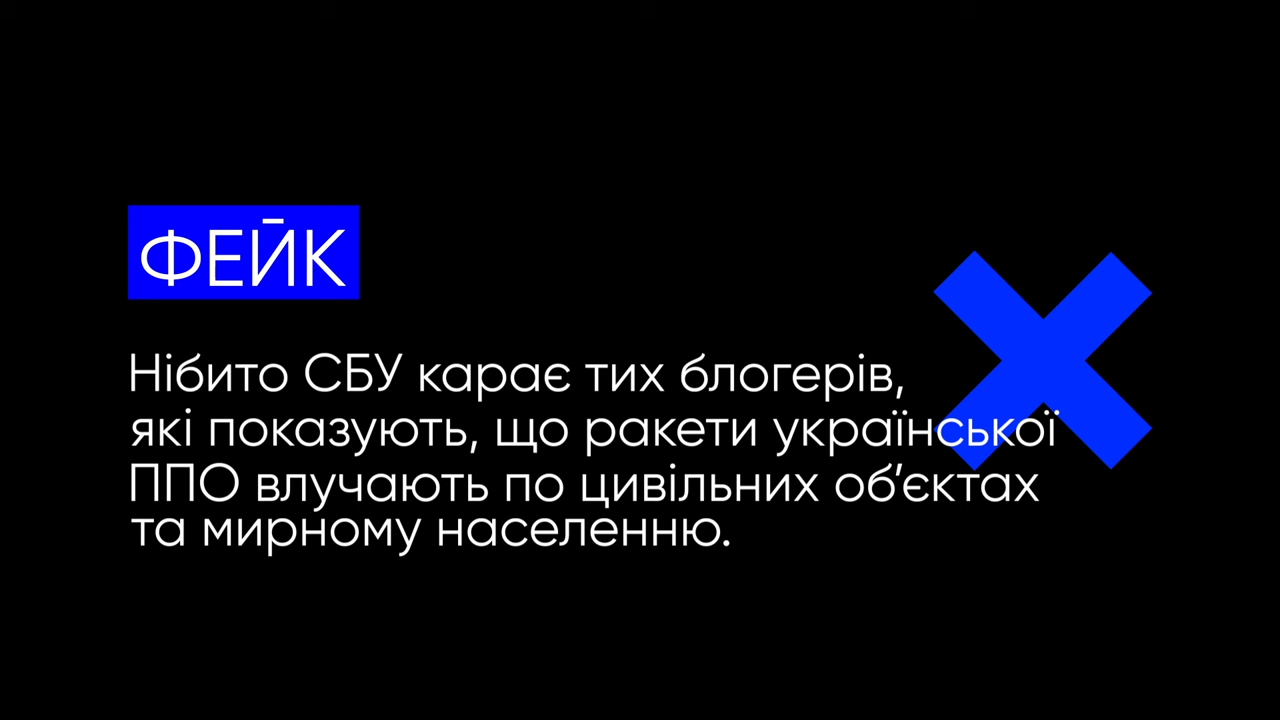 ФЕЙК
Нібито СБУ карає тих блогерів,
які показують, що ракети української
ППО влучають по цивільних об’єктах
та мирному населенню.